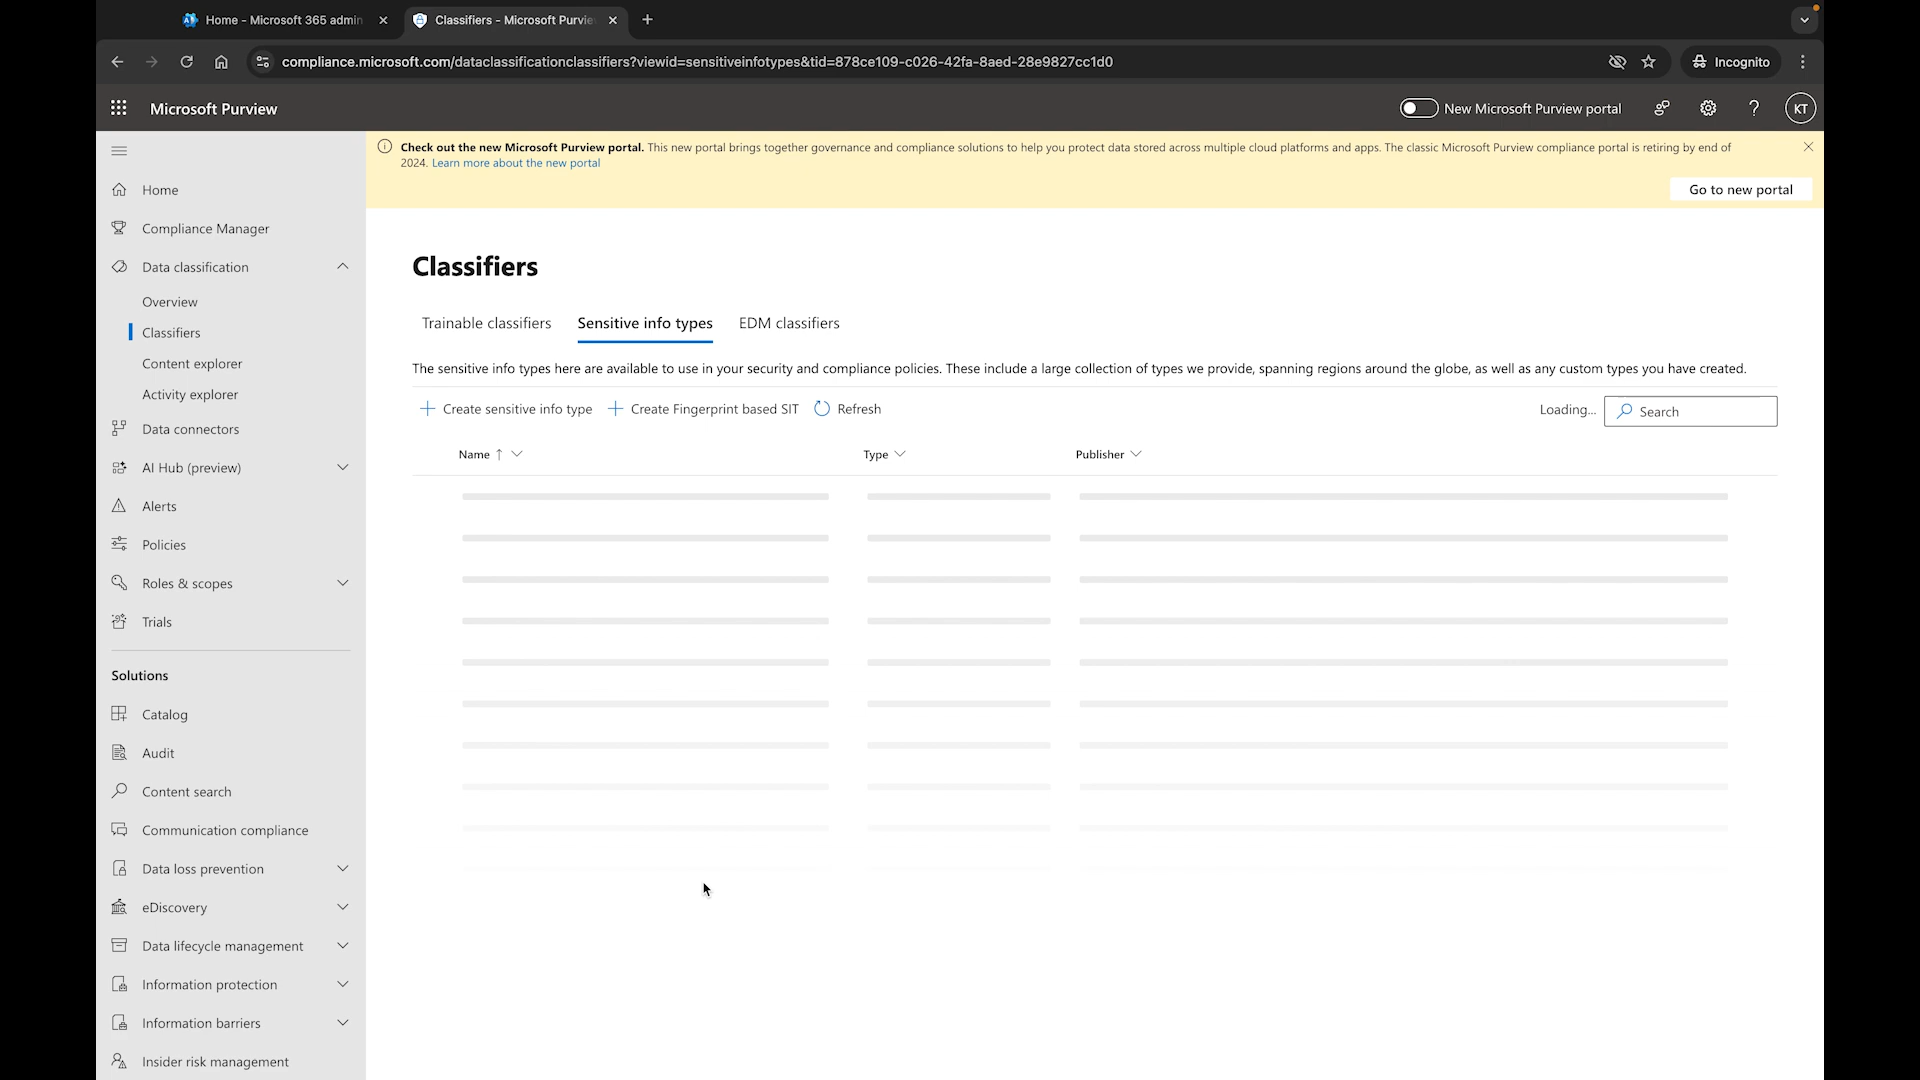 Home - Microsoft 365 admin
Classifiers - Microsoft Purvie
compliance.microsoft.com/dataclassificationclassifiers?viewid=sensitiveinfotypes&tid=878ce109-c026-42fa-8aed-28e9827cc1d0
Incognito
Microsoft Purview
New Microsoft Purview portal
KT
Check out the new Microsoft Purview portal. This new portal brings together governance and compliance solutions to help you protect data stored across multiple cloud platforms and apps. The classic Microsoft Purview compliance portal is retiring by end of
2024. Learn more about the new portal
Go to new portal
Home
Compliance Manager
Data classification
Overview
Classifiers
Content explorer
Activity explorer
Data connectors
AI Hub (preview)
Alerts
Policies
Roles & scopes
Trials
Solutions
Catalog
Audit
Content search
Communication compliance
Data loss prevention
eDiscovery
Data lifecycle management
Information protection
Information barriers
Insider risk management
Classifiers
Trainable classifiers Sensitive info types EDM classifiers
The sensitive info types here are available to use in your security and compliance policies. These include a large collection of types we provide, spanning regions around the globe, as well as any custom types you have created.
Create sensitive info type Create Fingerprint based SIT Refresh Loading... Search
Name Type Publisher